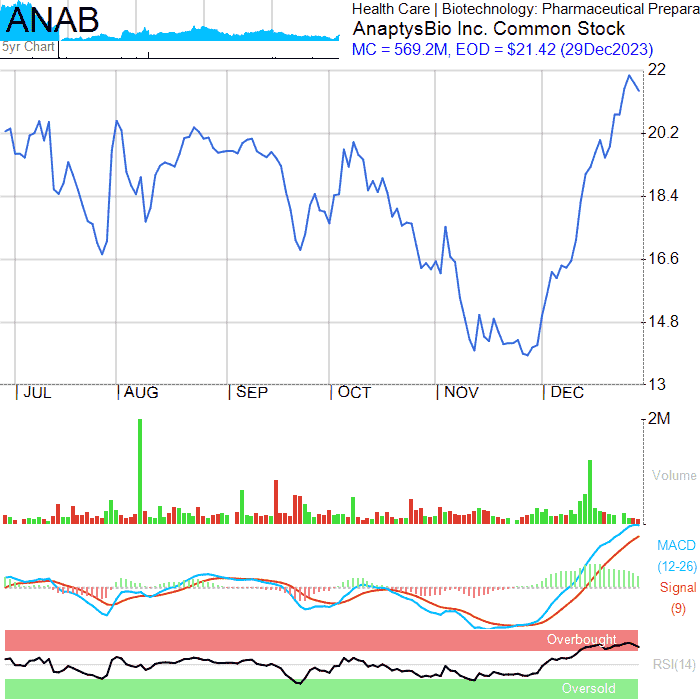 ANAB
5yr Chart
Health Care | Biotechnology: Pharmaceutical Prepara
AnaptysBio Inc. Common Stock
MC = 569.2M, EOD = $21.42 (29Dec2023)
22
20.2
18.4
16.6
14.8
13
JUL AUG SEP OCT NOV DEC
2M
Volume
MACD
(12-26)
Signal
(9)
Overbought
RSI(14)
Oversold